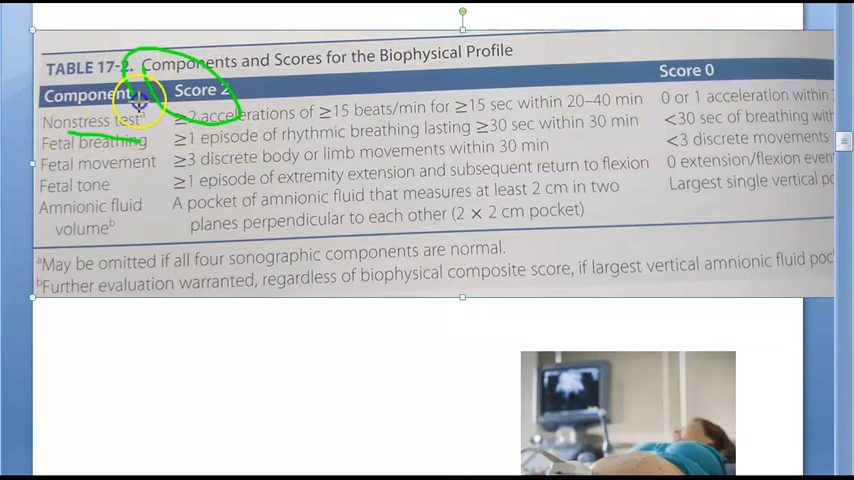 TABLE 17-2. Components and Scores for the Biophysical Profile
Component Score 2 Score 0
Nonstress testᵃ ≥2 accelerations of ≥15 beats/min for ≥15 sec within 20–40 min 0 or 1 acceleration within
Fetal breathing ≥1 episode of rhythmic breathing lasting ≥30 sec within 30 min <30 sec of breathing with
Fetal movement ≥3 discrete body or limb movements within 30 min <3 discrete movements
Fetal tone ≥1 episode of extremity extension and subsequent return to flexion 0 extension/flexion even
Amnionic fluid A pocket of amnionic fluid that measures at least 2 cm in two Largest single vertical po
volumeᵇ planes perpendicular to each other (2 × 2 cm pocket)
ᵃMay be omitted if all four sonographic components are normal.
ᵇFurther evaluation warranted, regardless of biophysical composite score, if largest vertical amnionic fluid poc